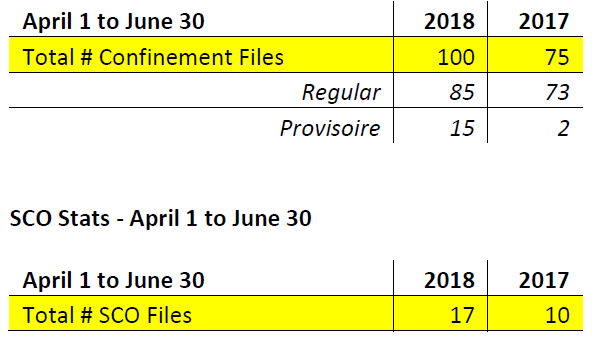 April 1 to June 30 2018 2017
Total # Confinement Files 100 75
Regular 85 73
Provisoire 15 2
SCO Stats - April 1 to June 30
April 1 to June 30 2018 2017
Total # SCO Files 17 10